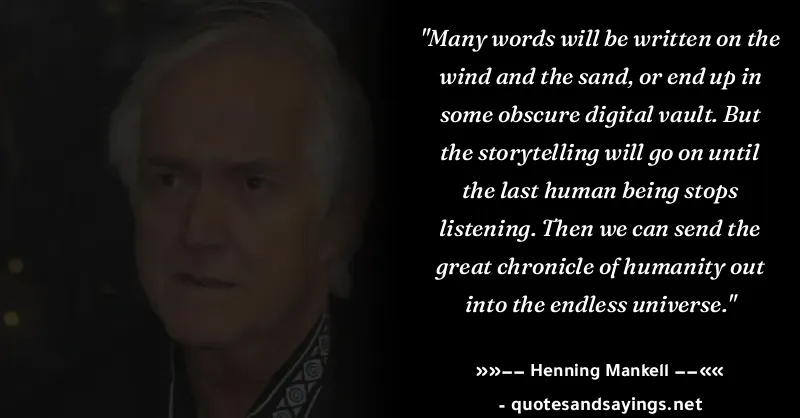 "Many words will be written on the
wind and the sand, or end up in
some obscure digital vault. But
the storytelling will go on until
the last human being stops
listening. Then we can send the
great chronicle of humanity out
into the endless universe."
»»−− Henning Mankell −−««
- quotesandsayings.net